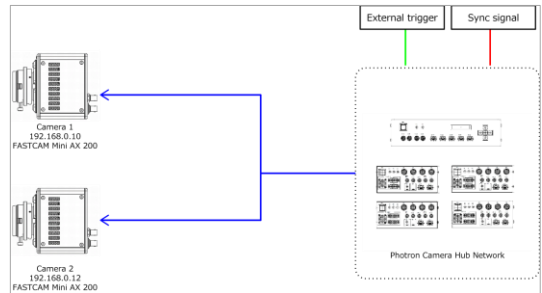 External trigger
Sync signal
Camera 1
192.168.0.10
FASTCAM Mini AX 200
Camera 2
192.168.0.12
FASTCAM Mini AX 200
Photron Camera Hub Network